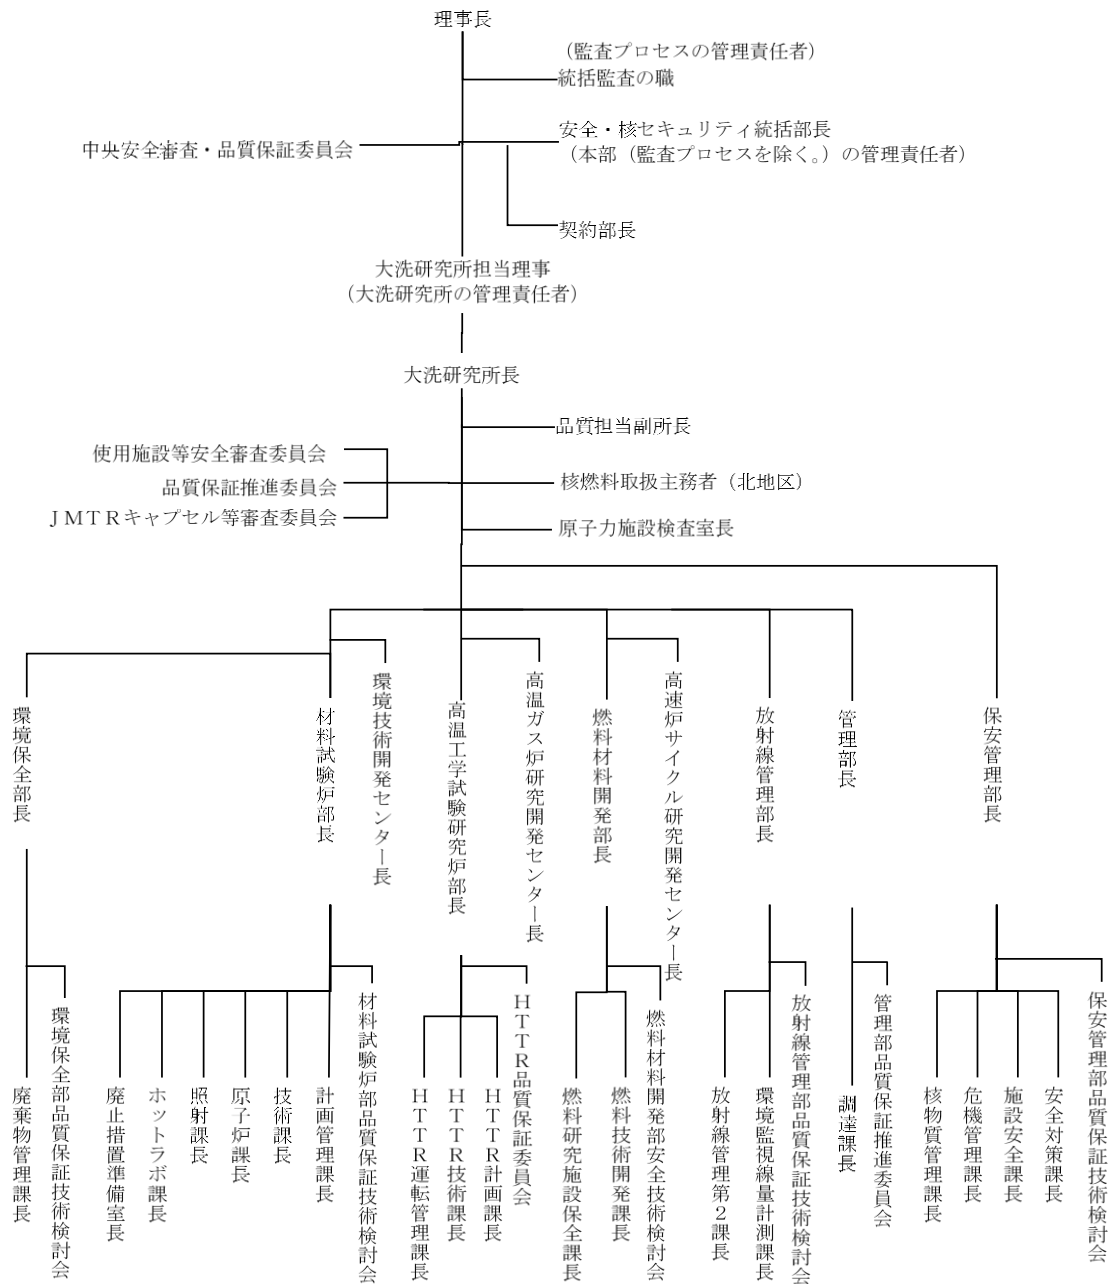 理事長
（監査プロセスの管理責任者）
統括監査の職
安全・核セキュリティ統括部長
（本部（監査プロセスを除く。）の管理責任者）
中央安全審査・品質保証委員会
契約部長
大洗研究所担当理事
（大洗研究所の管理責任者）
大洗研究所長
品質担当副所長
使用施設等安全審査委員会
核燃料取扱主務者（北地区）
品質保証推進委員会
ＪＭＴＲキャプセル等審査委員会
原子力施設検査室長
環境保全部長
材料試験炉部長
環境技術開発センター長
高温工学試験研究炉部長
高温ガス炉研究開発センター長
燃料材料開発部長
高速炉サイクル研究開発センター長
放射線管理部長
管理部長
保安管理部長
廃棄物管理課長
環境保全部品質保証技術検討会
廃止措置準備室長
ホットラボ課長
照射課長
原子炉課長
技術課長
計画管理課長
材料試験炉部品質保証技術検討会
ＨＴＴＲ運転管理課長
ＨＴＴＲ技術課長
ＨＴＴＲ計画課長
ＨＴＴＲ品質保証委員会
燃料研究施設保全課長
燃料技術開発課長
燃料材料開発部安全技術検討会
放射線管理第２課長
環境監視線量計測課長
放射線管理部品質保証技術検討会
調達課長
管理部品質保証推進委員会
核物質管理課長
危機管理課長
施設安全課長
安全対策課長
保安管理部品質保証技術検討会